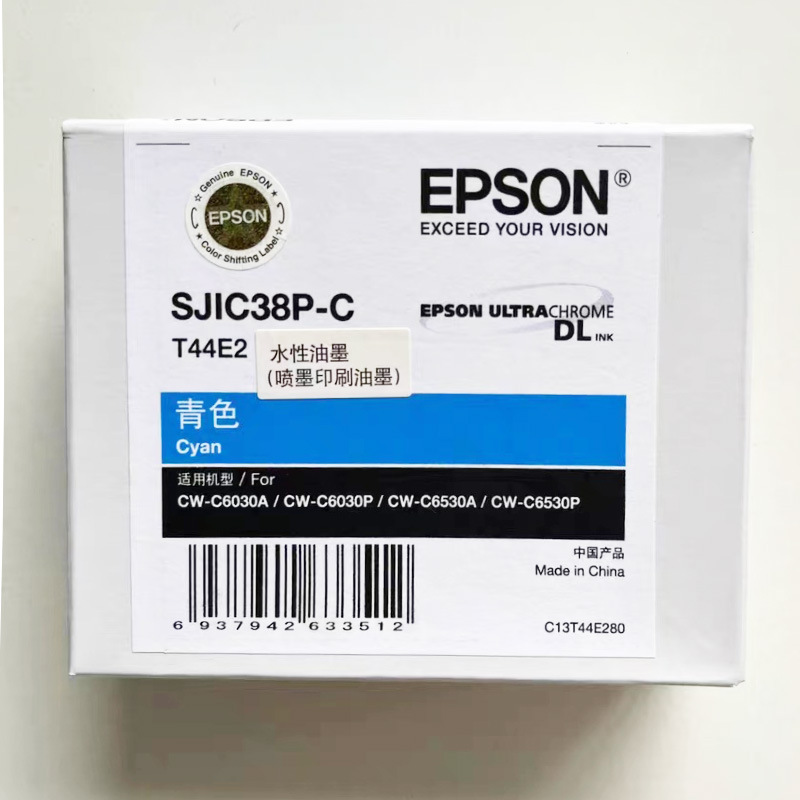 Genuine EPSON
EPSON
Color Shifting Label
EPSON®
EXCEED YOUR VISION
SJIC38P-C
EPSON ULTRACHROME
DL INK
T44E2
水性油墨
(喷墨印刷油墨)
青色
Cyan
适用机型 / For
CW-C6030A / CW-C6030P / CW-C6530A / CW-C6530P
中国产品
Made in China
6 937942 633512
C13T44E280